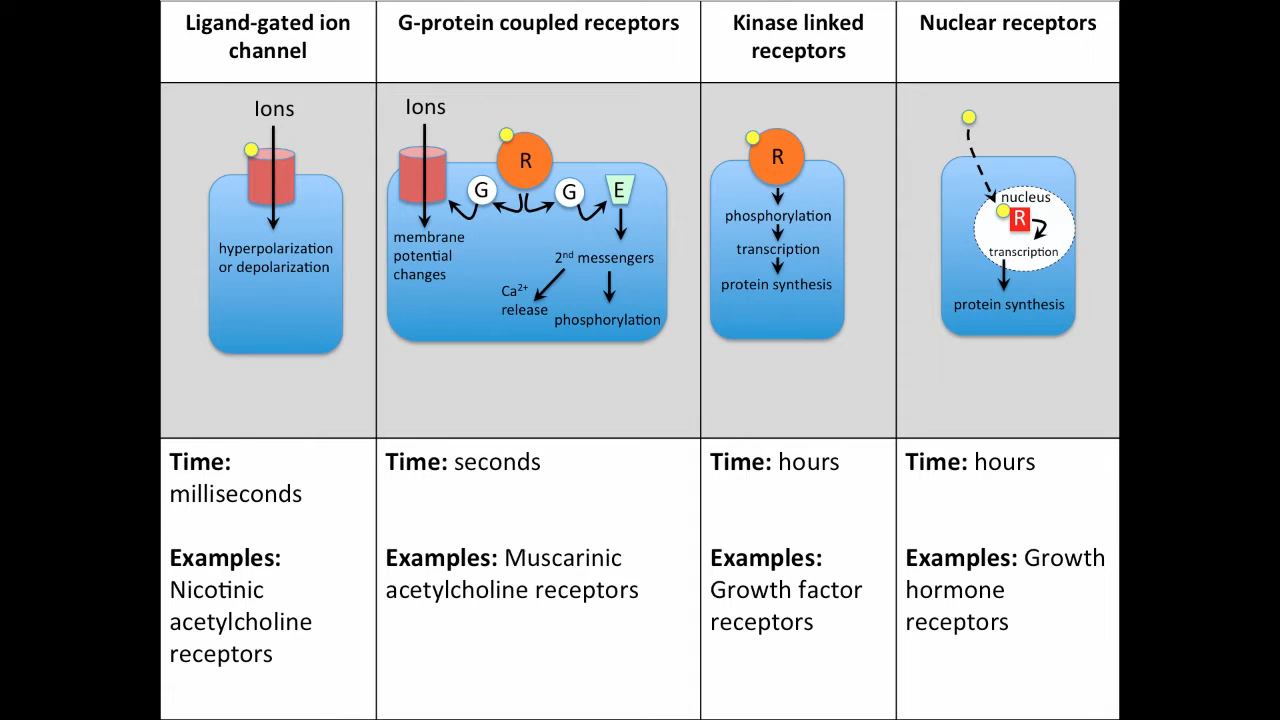 Ligand-gated ion
channel
G-protein coupled receptors
Kinase linked
receptors
Nuclear receptors
Ions
hyperpolarization
or depolarization
Ions
R
G
G
E
membrane
potential
changes
2nd messengers
Ca2+
release
phosphorylation
R
phosphorylation
transcription
protein synthesis
nucleus
R
transcription
protein synthesis
Time:
milliseconds
Examples:
Nicotinic
acetylcholine
receptors
Time: seconds
Examples: Muscarinic
acetylcholine receptors
Time: hours
Examples:
Growth factor
receptors
Time: hours
Examples: Growth
hormone
receptors